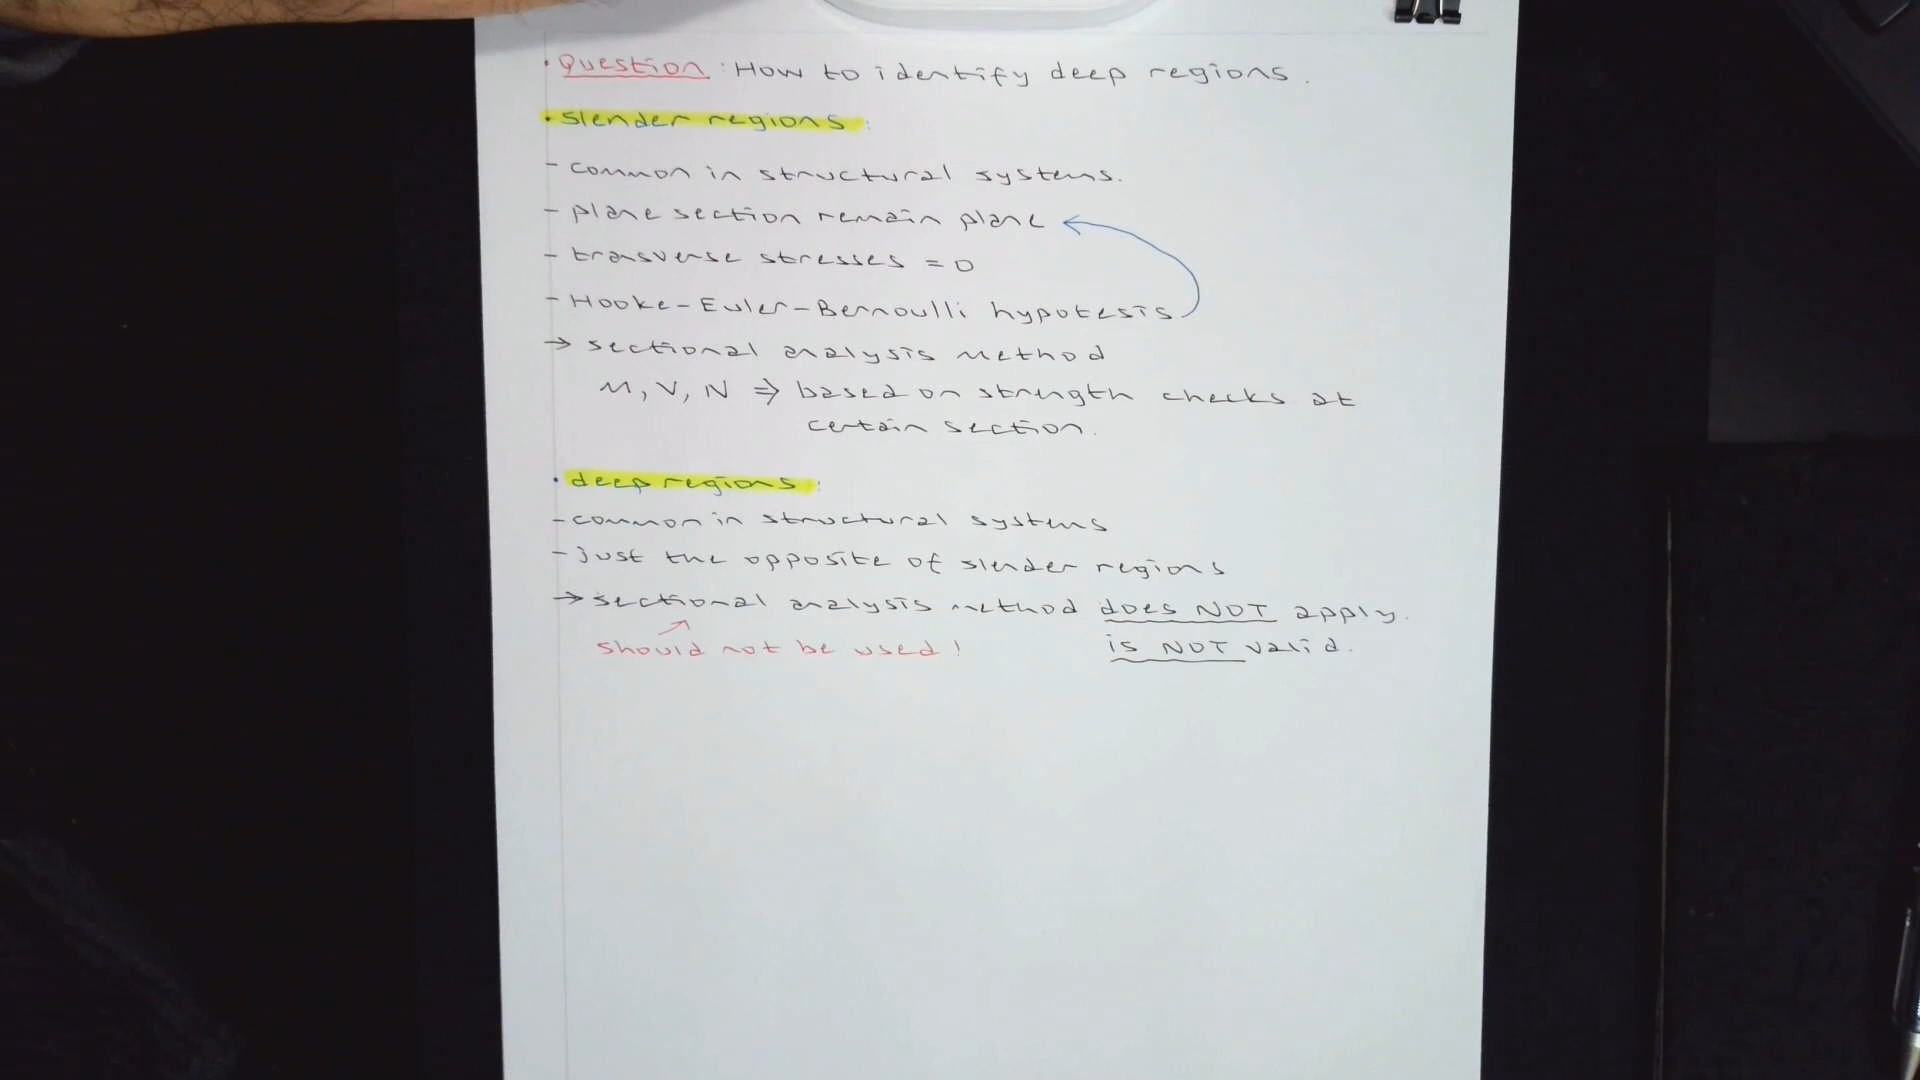 • Question : How to identify deep regions.
• slender regions:
- common in structural systems.
- plane section remain plane
- transverse stresses = 0
- Hooke-Euler-Bernoulli hypotesis
→ sectional analysis method
M, V, N ⇒ based on strength checks at
certain section.
• deep regions:
- common in structural systems
- just the opposite of slender regions
→ sectional analysis method does NOT apply.
should not be used! is NOT valid.